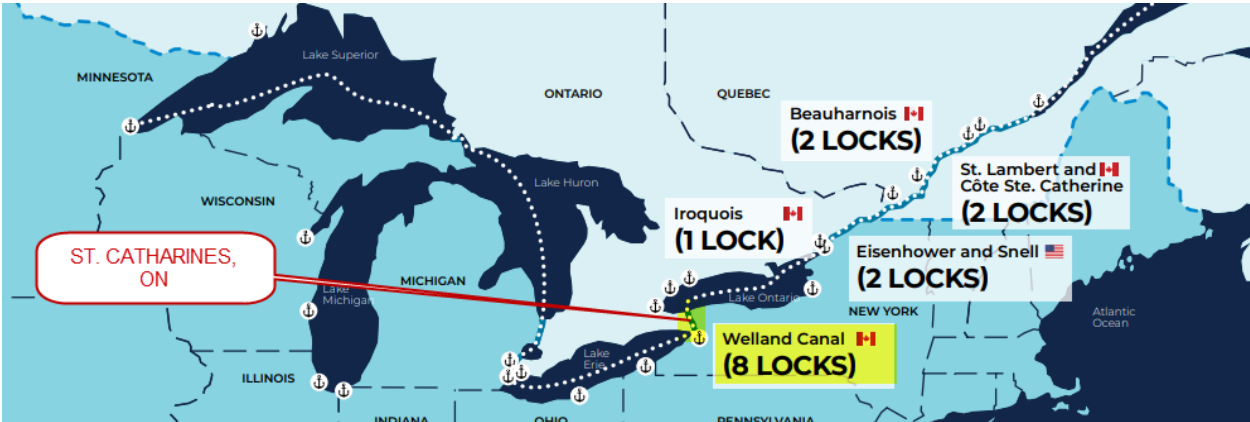 Lake Superior
MINNESOTA
ONTARIO
QUEBEC
Beauharnois
(2 LOCKS)
St. Lambert and
Côte Ste. Catherine
(2 LOCKS)
Lake Huron
WISCONSIN
Iroquois
(1 LOCK)
ST. CATHARINES,
ON
Eisenhower and Snell
(2 LOCKS)
MICHIGAN
Lake
Michigan
Lake Ontario
NEW YORK
Atlantic
Ocean
Welland Canal
(8 LOCKS)
Lake
Erie
ILLINOIS
INDIANA
OHIO
PENNSYLVANIA